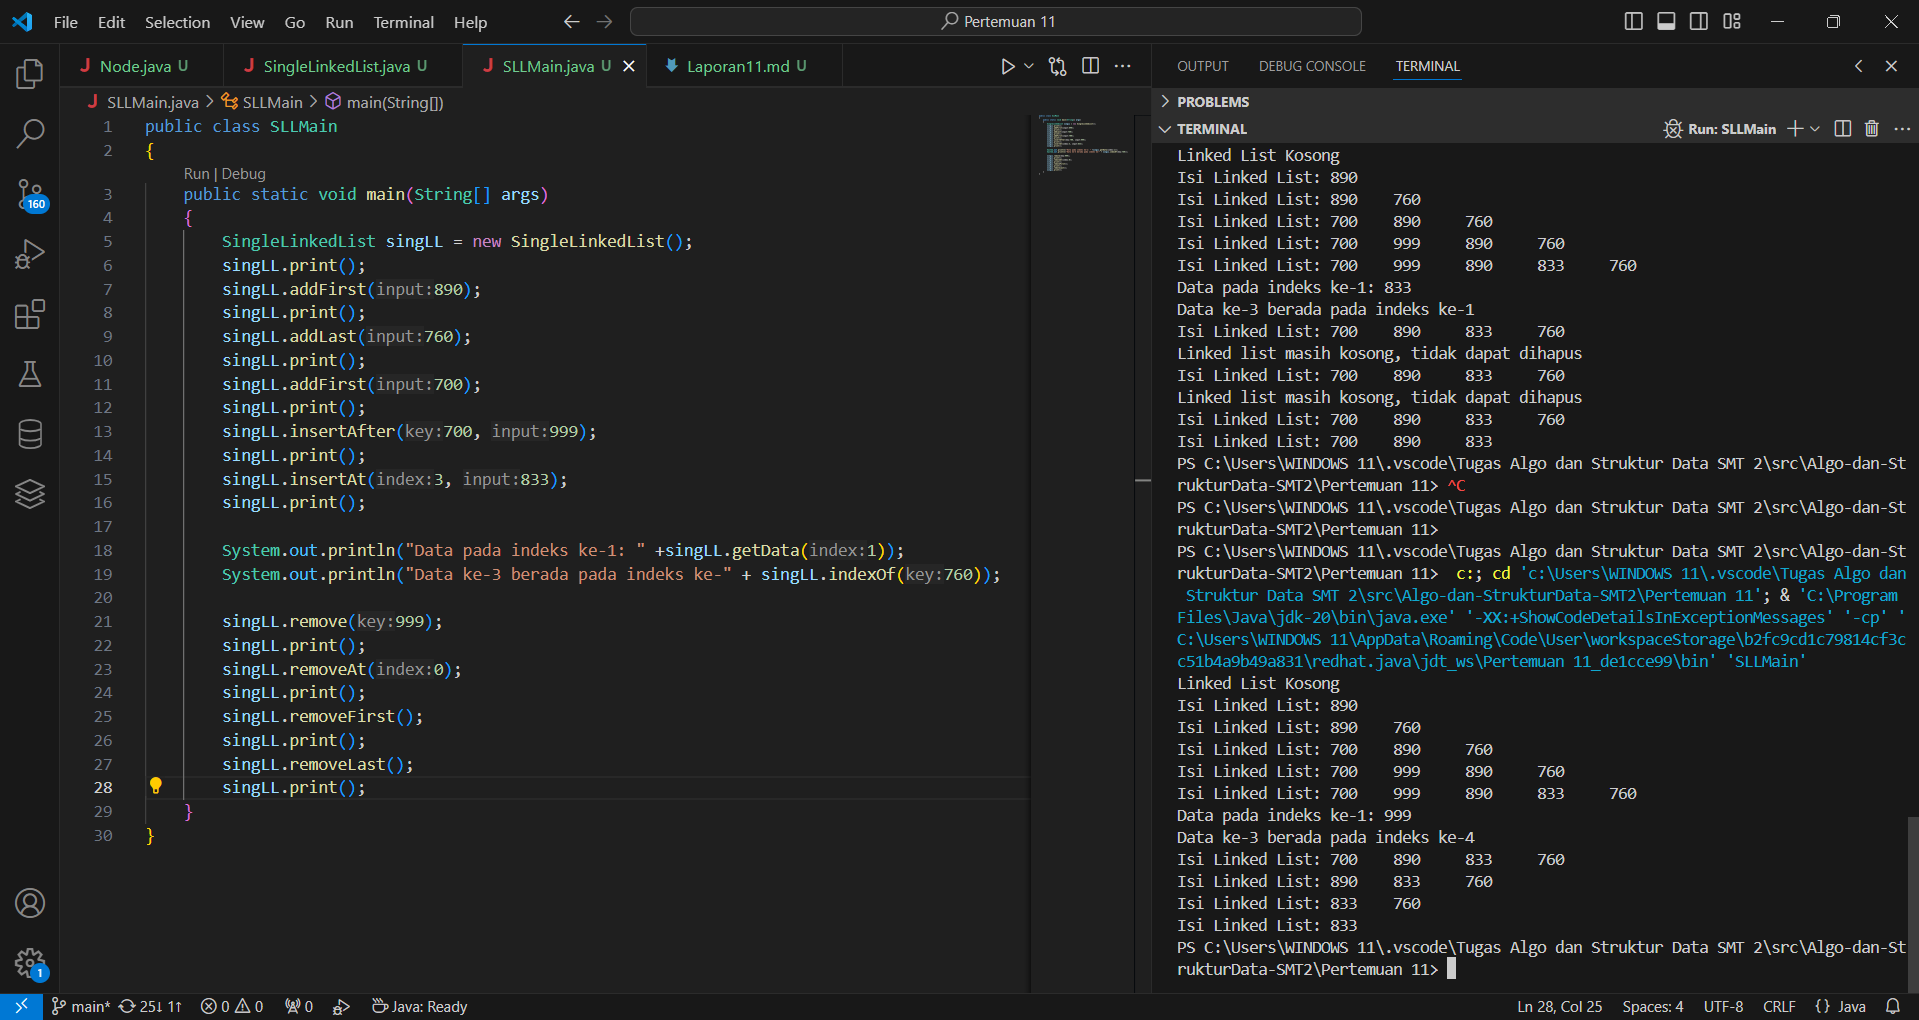 File Edit Selection View Go Run Terminal Help Pertemuan 11
Node.java U SingleLinkedList.java U SLLMain.java U Laporan11.md U
SLLMain.java > SLLMain > main(String[])
1 public class SLLMain
2 {
Run | Debug
3 public static void main(String[] args)
4 {
5 SingleLinkedList singLL = new SingleLinkedList();
6 singLL.print();
7 singLL.addFirst(input:890);
8 singLL.print();
9 singLL.addLast(input:760);
10 singLL.print();
11 singLL.addFirst(input:700);
12 singLL.print();
13 singLL.insertAfter(key:700, input:999);
14 singLL.print();
15 singLL.insertAt(index:3, input:833);
16 singLL.print();
17
18 System.out.println("Data pada indeks ke-1: " +singLL.getData(index:1));
19 System.out.println("Data ke-3 berada pada indeks ke-" + singLL.indexOf(key:760));
20
21 singLL.remove(key:999);
22 singLL.print();
23 singLL.removeAt(index:0);
24 singLL.print();
25 singLL.removeFirst();
26 singLL.print();
27 singLL.removeLast();
28 singLL.print();
29 }
30 }
OUTPUT DEBUG CONSOLE TERMINAL
PROBLEMS
TERMINAL Run: SLLMain
Linked List Kosong
Isi Linked List: 890
Isi Linked List: 890 760
Isi Linked List: 700 890 760
Isi Linked List: 700 999 890 760
Isi Linked List: 700 999 890 833 760
Data pada indeks ke-1: 833
Data ke-3 berada pada indeks ke-1
Isi Linked List: 700 890 833 760
Linked list masih kosong, tidak dapat dihapus
Isi Linked List: 700 890 833 760
Linked list masih kosong, tidak dapat dihapus
Isi Linked List: 700 890 833 760
Isi Linked List: 700 890 833
PS C:\Users\WINDOWS 11\.vscode\Tugas Algo dan Struktur Data SMT 2\src\Algo-dan-St
rukturData-SMT2\Pertemuan 11> ^C
PS C:\Users\WINDOWS 11\.vscode\Tugas Algo dan Struktur Data SMT 2\src\Algo-dan-St
rukturData-SMT2\Pertemuan 11>
PS C:\Users\WINDOWS 11\.vscode\Tugas Algo dan Struktur Data SMT 2\src\Algo-dan-St
rukturData-SMT2\Pertemuan 11> c:; cd 'c:\Users\WINDOWS 11\.vscode\Tugas Algo dan
Struktur Data SMT 2\src\Algo-dan-StrukturData-SMT2\Pertemuan 11'; & 'C:\Program
Files\Java\jdk-20\bin\java.exe' '-XX:+ShowCodeDetailsInExceptionMessages' '-cp' '
C:\Users\WINDOWS 11\AppData\Roaming\Code\User\workspaceStorage\b2fc9cd1c79814cf3c
c51b4a9b49a831\redhat.java\jdt_ws\Pertemuan 11_de1cce99\bin' 'SLLMain'
Linked List Kosong
Isi Linked List: 890
Isi Linked List: 890 760
Isi Linked List: 700 890 760
Isi Linked List: 700 999 890 760
Isi Linked List: 700 999 890 833 760
Data pada indeks ke-1: 999
Data ke-3 berada pada indeks ke-4
Isi Linked List: 700 890 833 760
Isi Linked List: 890 833 760
Isi Linked List: 833 760
Isi Linked List: 833
PS C:\Users\WINDOWS 11\.vscode\Tugas Algo dan Struktur Data SMT 2\src\Algo-dan-St
rukturData-SMT2\Pertemuan 11>
160
1
main* 25↓ 1↑ 0 0 0 Java: Ready Ln 28, Col 25 Spaces: 4 UTF-8 CRLF {} Java